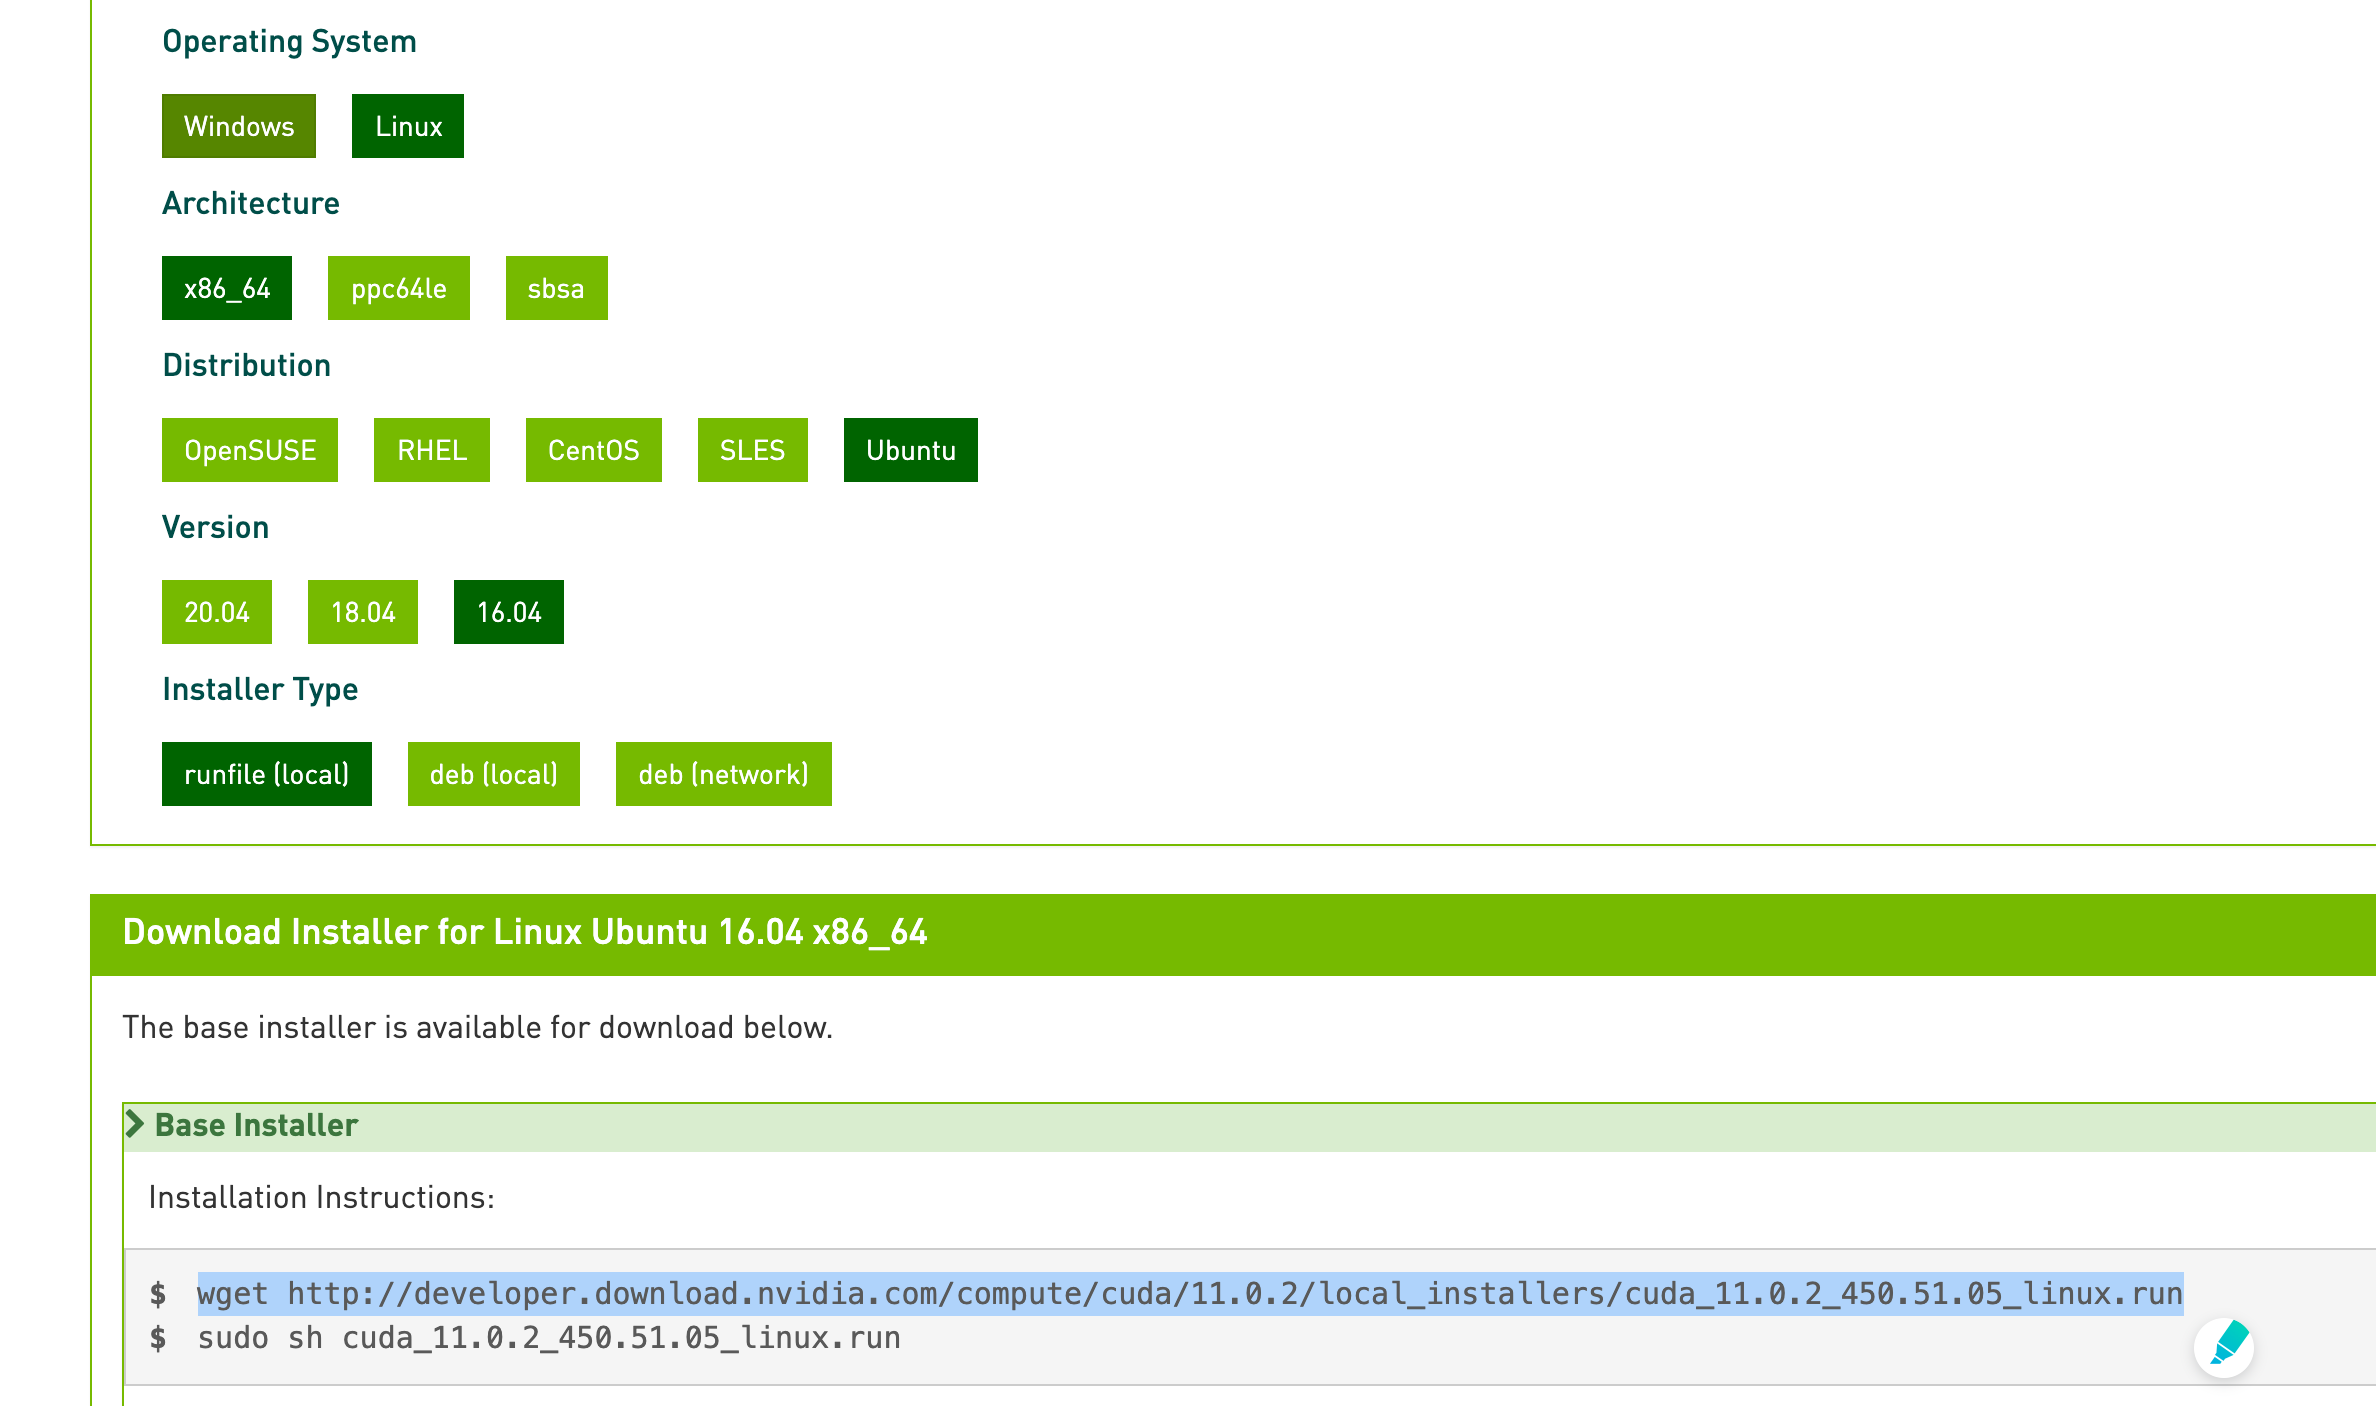 Operating System
Windows Linux
Architecture
x86_64 ppc64le sbsa
Distribution
OpenSUSE RHEL CentOS SLES Ubuntu
Version
20.04 18.04 16.04
Installer Type
runfile (local) deb (local) deb (network)
Download Installer for Linux Ubuntu 16.04 x86_64
The base installer is available for download below.
Base Installer
Installation Instructions:
$ wget http://developer.download.nvidia.com/compute/cuda/11.0.2/local_installers/cuda_11.0.2_450.51.05_linux.run
$ sudo sh cuda_11.0.2_450.51.05_linux.run